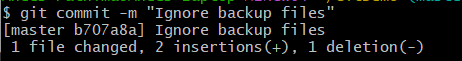 $ git commit -m "Ignore backup files"
[master b707a8a] Ignore backup files
1 file changed, 2 insertions(+), 1 deletion(-)